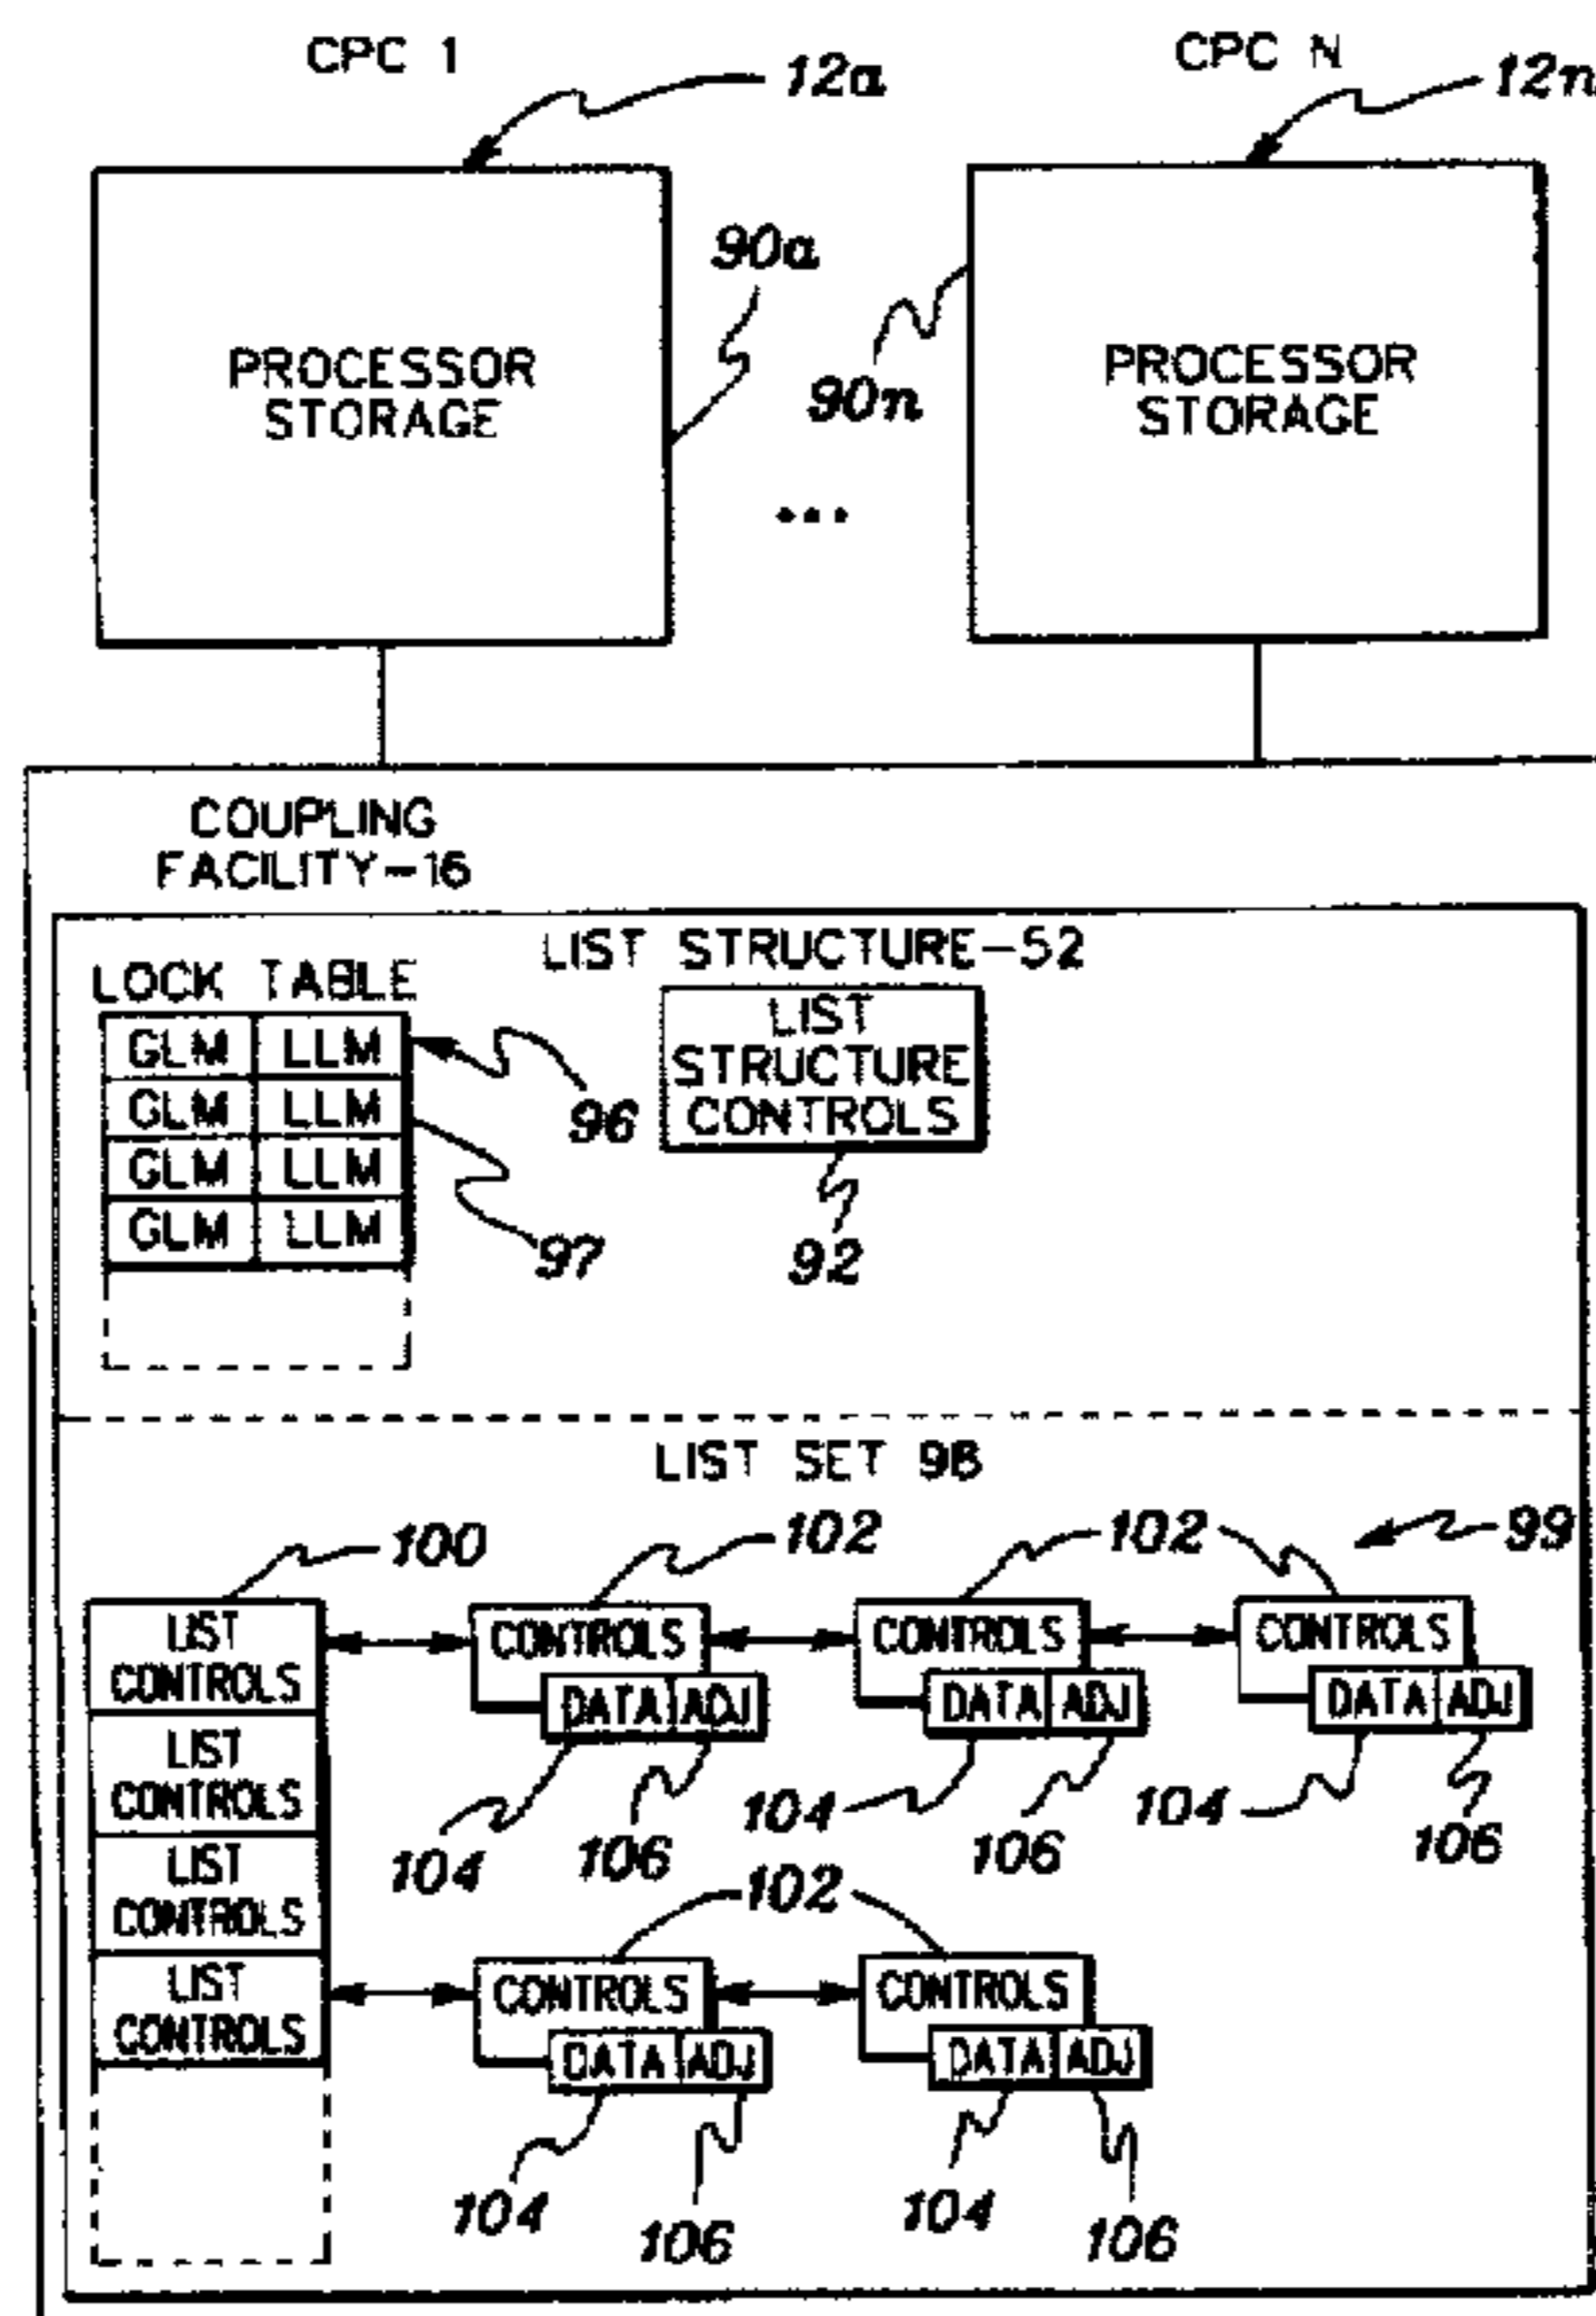 CPC 1
CPC N
12a
12n
90a
90n
PROCESSOR
STORAGE
PROCESSOR
STORAGE
...
COUPLING
FACILITY-16
LIST STRUCTURE-52
LOCK TABLE
GLM LLM
GLM LLM
GLM LLM
GLM LLM
96
97
LIST
STRUCTURE
CONTROLS
92
LIST SET 98
100
102
102
99
LIST
CONTROLS
CONTROLS
DATA ADJ
CONTROLS
DATA ADJ
CONTROLS
DATA ADJ
LIST
CONTROLS
104
106
104
106
104
106
LIST
CONTROLS
102
LIST
CONTROLS
CONTROLS
DATA ADJ
CONTROLS
DATA ADJ
104
106
104
106